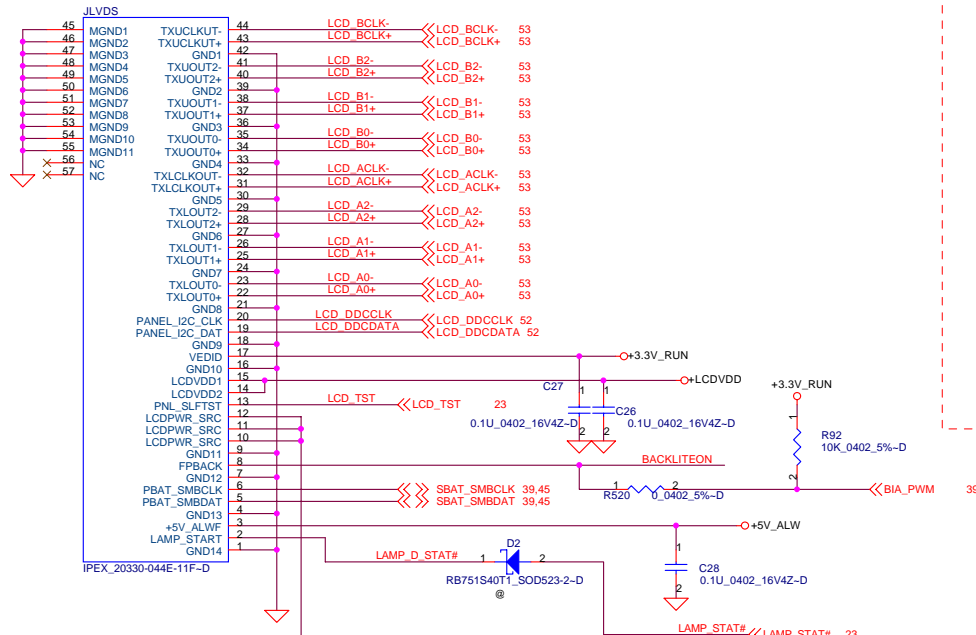 JLVDS
45 MGND1 TXUCLKUT- 44 LCD_BCLK- LCD_BCLK- 53
46 MGND2 TXUCLKUT+ 43 LCD_BCLK+ LCD_BCLK+ 53
47 MGND3 GND1 42
48 MGND4 TXUOUT2- 41 LCD_B2- LCD_B2- 53
49 MGND5 TXUOUT2+ 40 LCD_B2+ LCD_B2+ 53
50 MGND6 GND2 39
51 MGND7 TXUOUT1- 38 LCD_B1- LCD_B1- 53
52 MGND8 TXUOUT1+ 37 LCD_B1+ LCD_B1+ 53
53 MGND9 GND3 36
54 MGND10 TXUOUT0- 35 LCD_B0- LCD_B0- 53
55 MGND11 TXUOUT0+ 34 LCD_B0+ LCD_B0+ 53
56 NC GND4 33
57 NC TXLCLKOUT- 32 LCD_ACLK- LCD_ACLK- 53
TXLCLKOUT+ 31 LCD_ACLK+ LCD_ACLK+ 53
GND5 30
TXLOUT2- 29 LCD_A2- LCD_A2- 53
TXLOUT2+ 28 LCD_A2+ LCD_A2+ 53
GND6 27
TXLOUT1- 26 LCD_A1- LCD_A1- 53
TXLOUT1+ 25 LCD_A1+ LCD_A1+ 53
GND7 24
TXLOUT0- 23 LCD_A0- LCD_A0- 53
TXLOUT0+ 22 LCD_A0+ LCD_A0+ 53
GND8 21
PANEL_I2C_CLK 20 LCD_DDCCLK LCD_DDCCLK 52
PANEL_I2C_DAT 19 LCD_DDCDATA LCD_DDCDATA 52
GND9 18
VEDID 17 +3.3V_RUN
GND10 16
LCDVDD1 15 +LCDVDD
LCDVDD2 14
PNL_SLFTST 13 LCD_TST LCD_TST 23
LCDPWR_SRC 12
LCDPWR_SRC 11
LCDPWR_SRC 10
GND11 9
FPBACK 8 BACKLITEON
GND12 7
PBAT_SMBCLK 6 SBAT_SMBCLK 39,45
PBAT_SMBDAT 5 SBAT_SMBDAT 39,45
GND13 4
+5V_ALWF 3 +5V_ALW
LAMP_START 2
GND14 1
IPEX_20330-044E-11F~D
C27
1
2
0.1U_0402_16V4Z~D
1
C26
2
0.1U_0402_16V4Z~D
+3.3V_RUN
1
R92
10K_0402_5%~D
2
1 2
R520 0_0402_5%~D
BIA_PWM 39
1
C28
0.1U_0402_16V4Z~D
2
LAMP_D_STAT# 1 D2 2
RB751S40T1_SOD523-2~D
@
LAMP_STAT# LAMP_STAT# 23